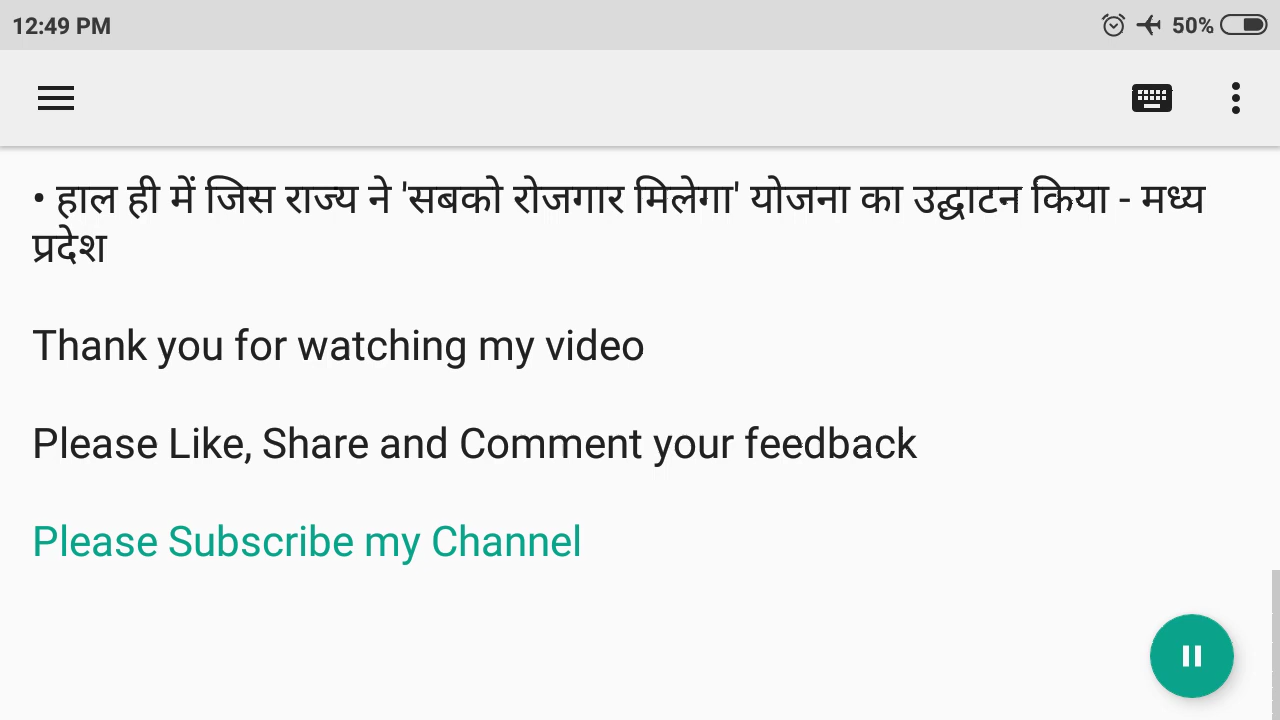 12:49 PM
50%
• हाल ही में जिस राज्य ने 'सबको रोजगार मिलेगा' योजना का उद्घाटन किया - मध्य
प्रदेश
Thank you for watching my video
Please Like, Share and Comment your feedback
Please Subscribe my Channel